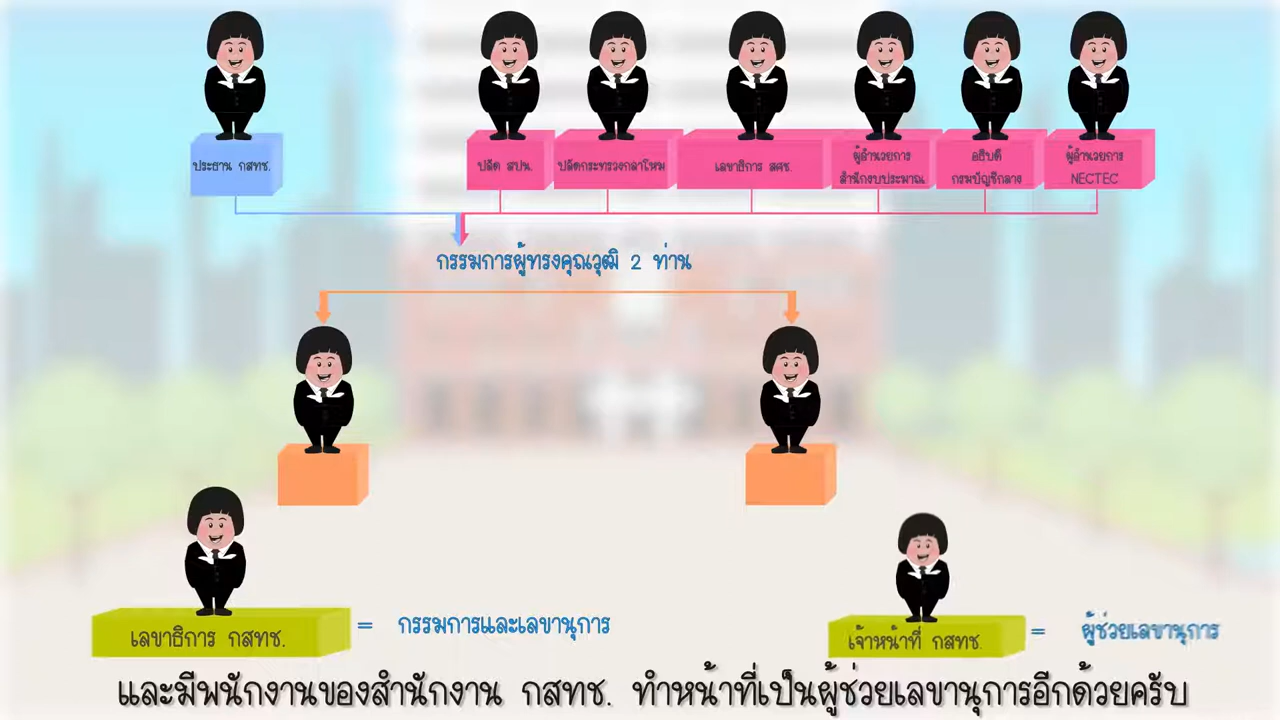 ประธาน กสทช.
ปลัด สปน.
ปลัดกระทรวงกลาโหม
เลขาธิการ สศช.
ผู้อำนวยการ
สำนักงบประมาณ
อธิบดี
กรมบัญชีกลาง
ผู้อำนวยการ
NECTEC
กรรมการผู้ทรงคุณวุฒิ 2 ท่าน
เลขาธิการ กสทช.
= กรรมการและเลขานุการ
เจ้าหน้าที่ กสทช.
= ผู้ช่วยเลขานุการ
และมีพนักงานของสำนักงาน กสทช. ทำหน้าที่เป็นผู้ช่วยเลขานุการอีกด้วยครับ